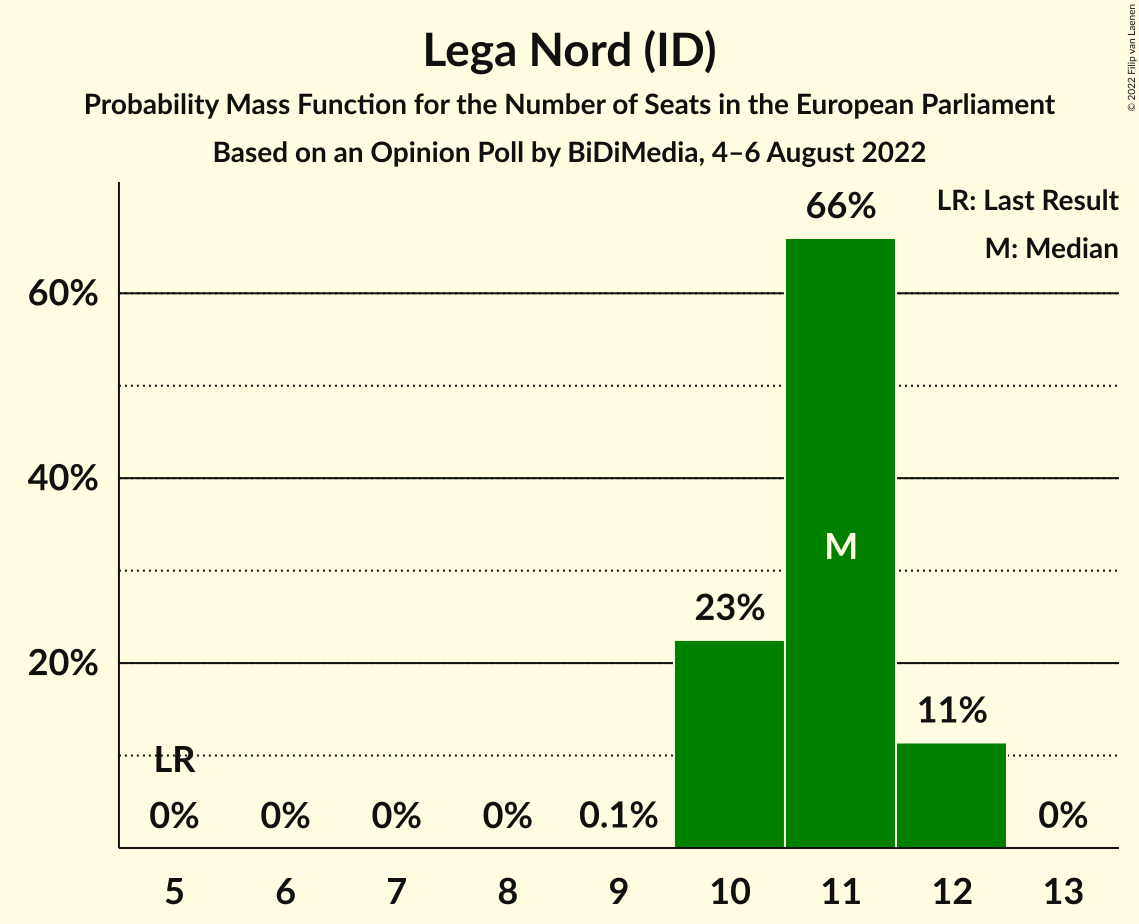 Lega Nord (ID)
Probability Mass Function for the Number of Seats in the European Parliament
Based on an Opinion Poll by BiDiMedia, 4–6 August 2022
© 2022 Filip van Laenen
LR: Last Result
M: Median
60%
40%
20%
66%
M
23%
11%
LR
0%
0%
0%
0%
0.1%
0%
5
6
7
8
9
10
11
12
13